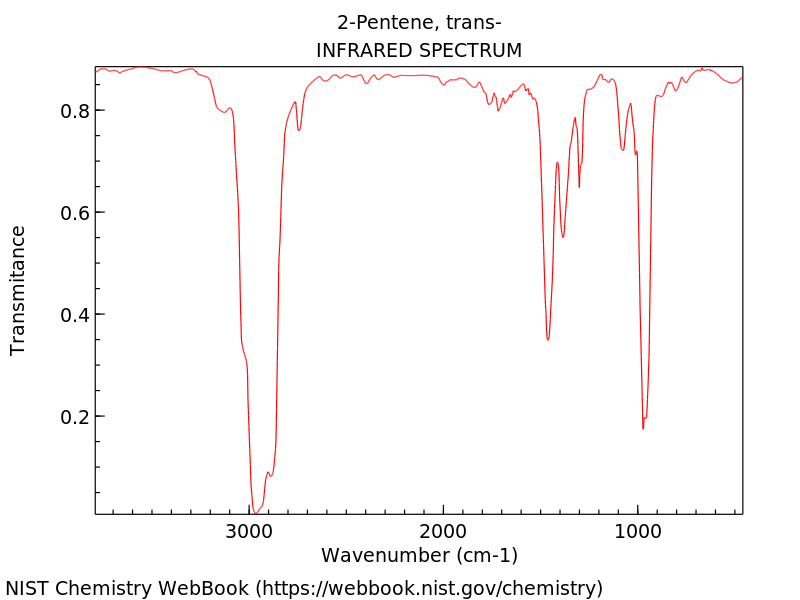 2-Pentene, trans-
INFRARED SPECTRUM
0.8
0.6
0.4
0.2
Transmitance
3000 2000 1000
Wavenumber (cm-1)
NIST Chemistry WebBook (https://webbook.nist.gov/chemistry)